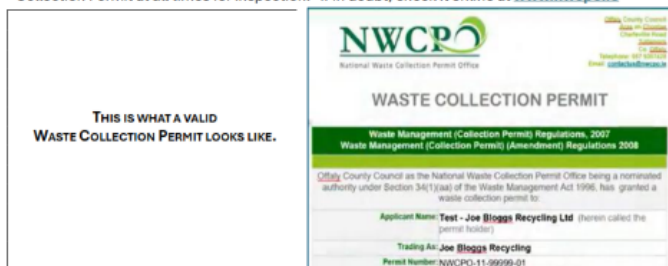 THIS IS WHAT A VALID
WASTE COLLECTION PERMIT LOOKS LIKE.
NWCPO
National Waste Collection Permit Office
Offaly County Council
Áras an Chontae
Charleville Road
Tullamore
Co. Offaly
WASTE COLLECTION PERMIT
Waste Management (Collection Permit) Regulations, 2007
Waste Management (Collection Permit) (Amendment) Regulations 2008
Offaly County Council as the National Waste Collection Permit Office being a nominated
authority under Section 34(1)(aa) of the Waste Management Act 1996, has granted a
waste collection permit to:
Applicant Name: Test - Joe Bloggs Recycling Ltd (herein called the
permit holder)
Trading As: Joe Bloggs Recycling
Permit Number: NWCPO-11-99999-01